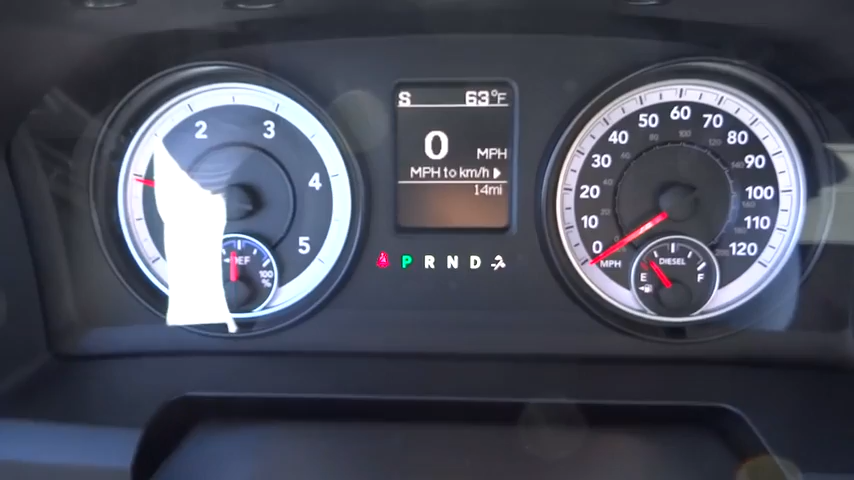 2 3 4 5
DEF
100
%
S 63°F
0 MPH
MPH to km/h
14mi
P R N D
0 10 20 30 40 50 60 70 80 90 100 110 120
MPH
DIESEL
E F